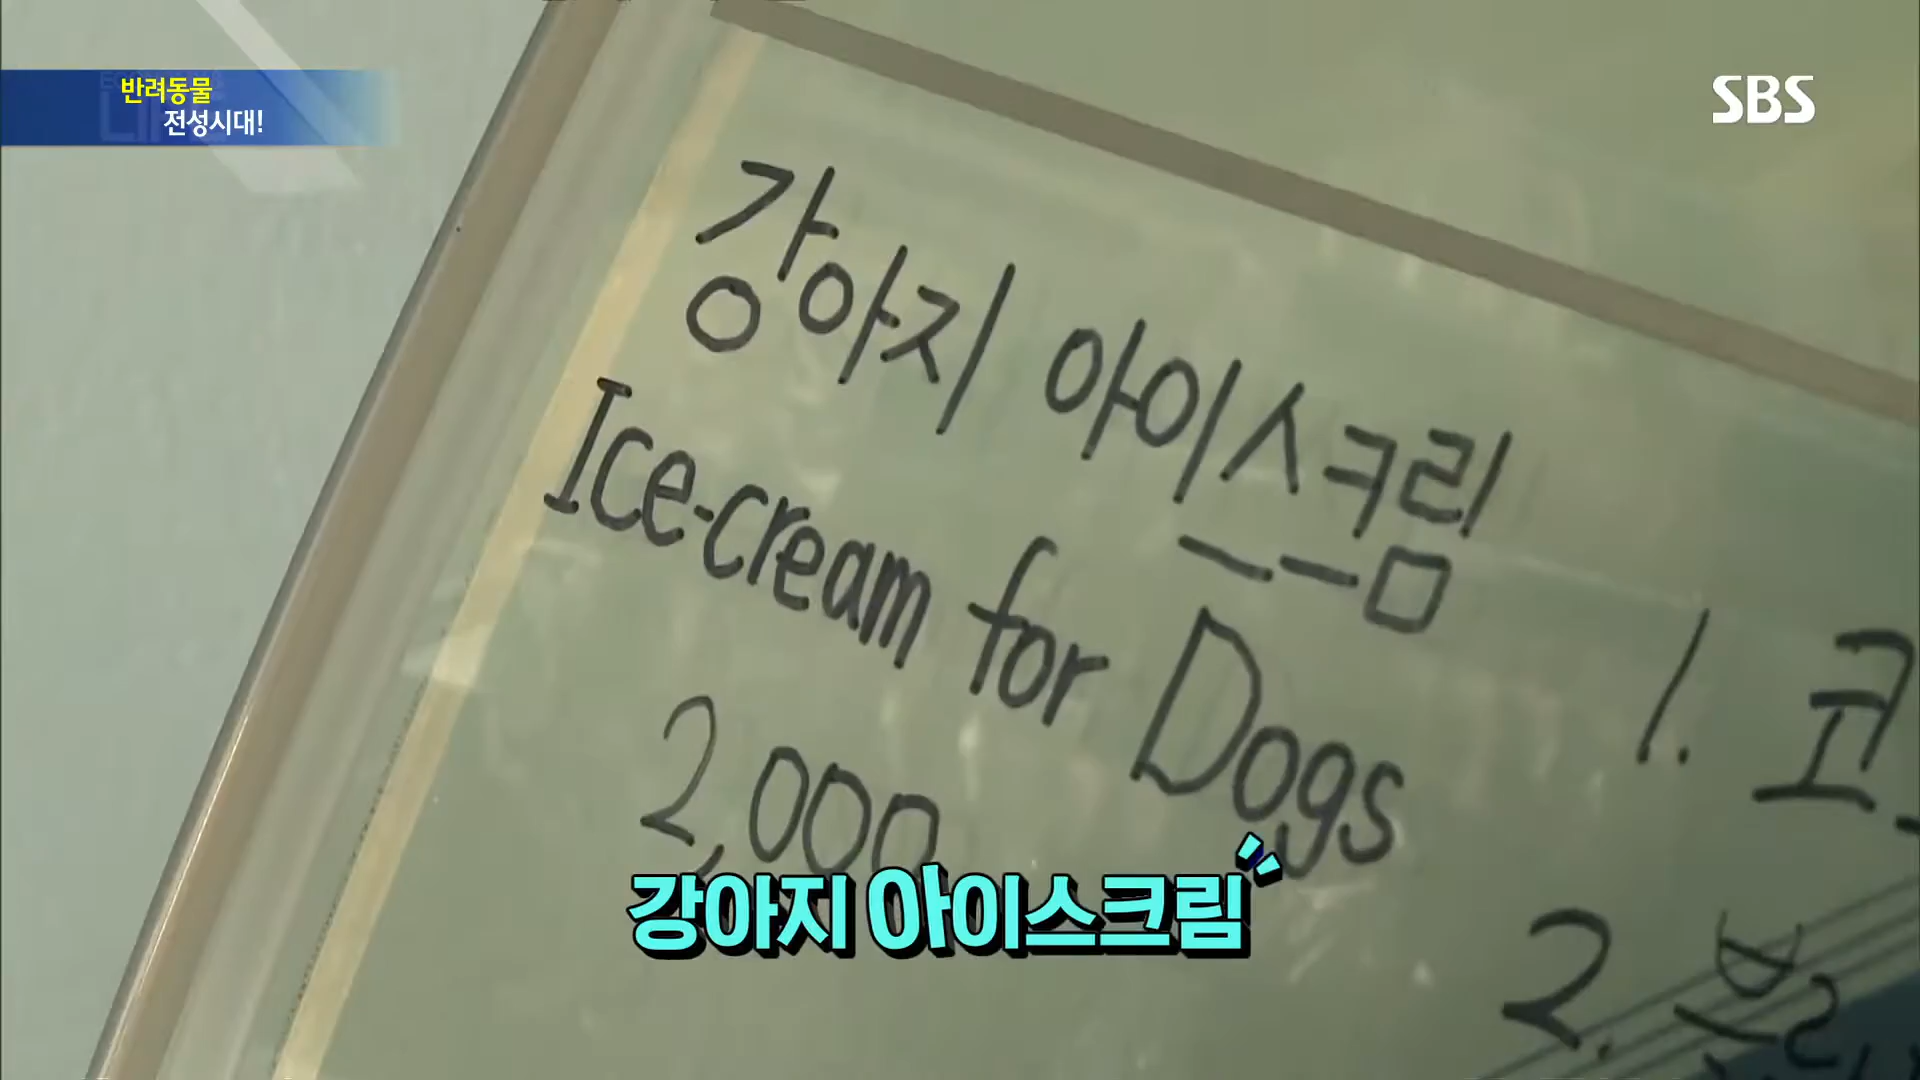 반려동물
전성시대!
SBS
강아지 아이스크림
Ice-cream for Dogs
2,000
1. 코
2.
강아지 아이스크림